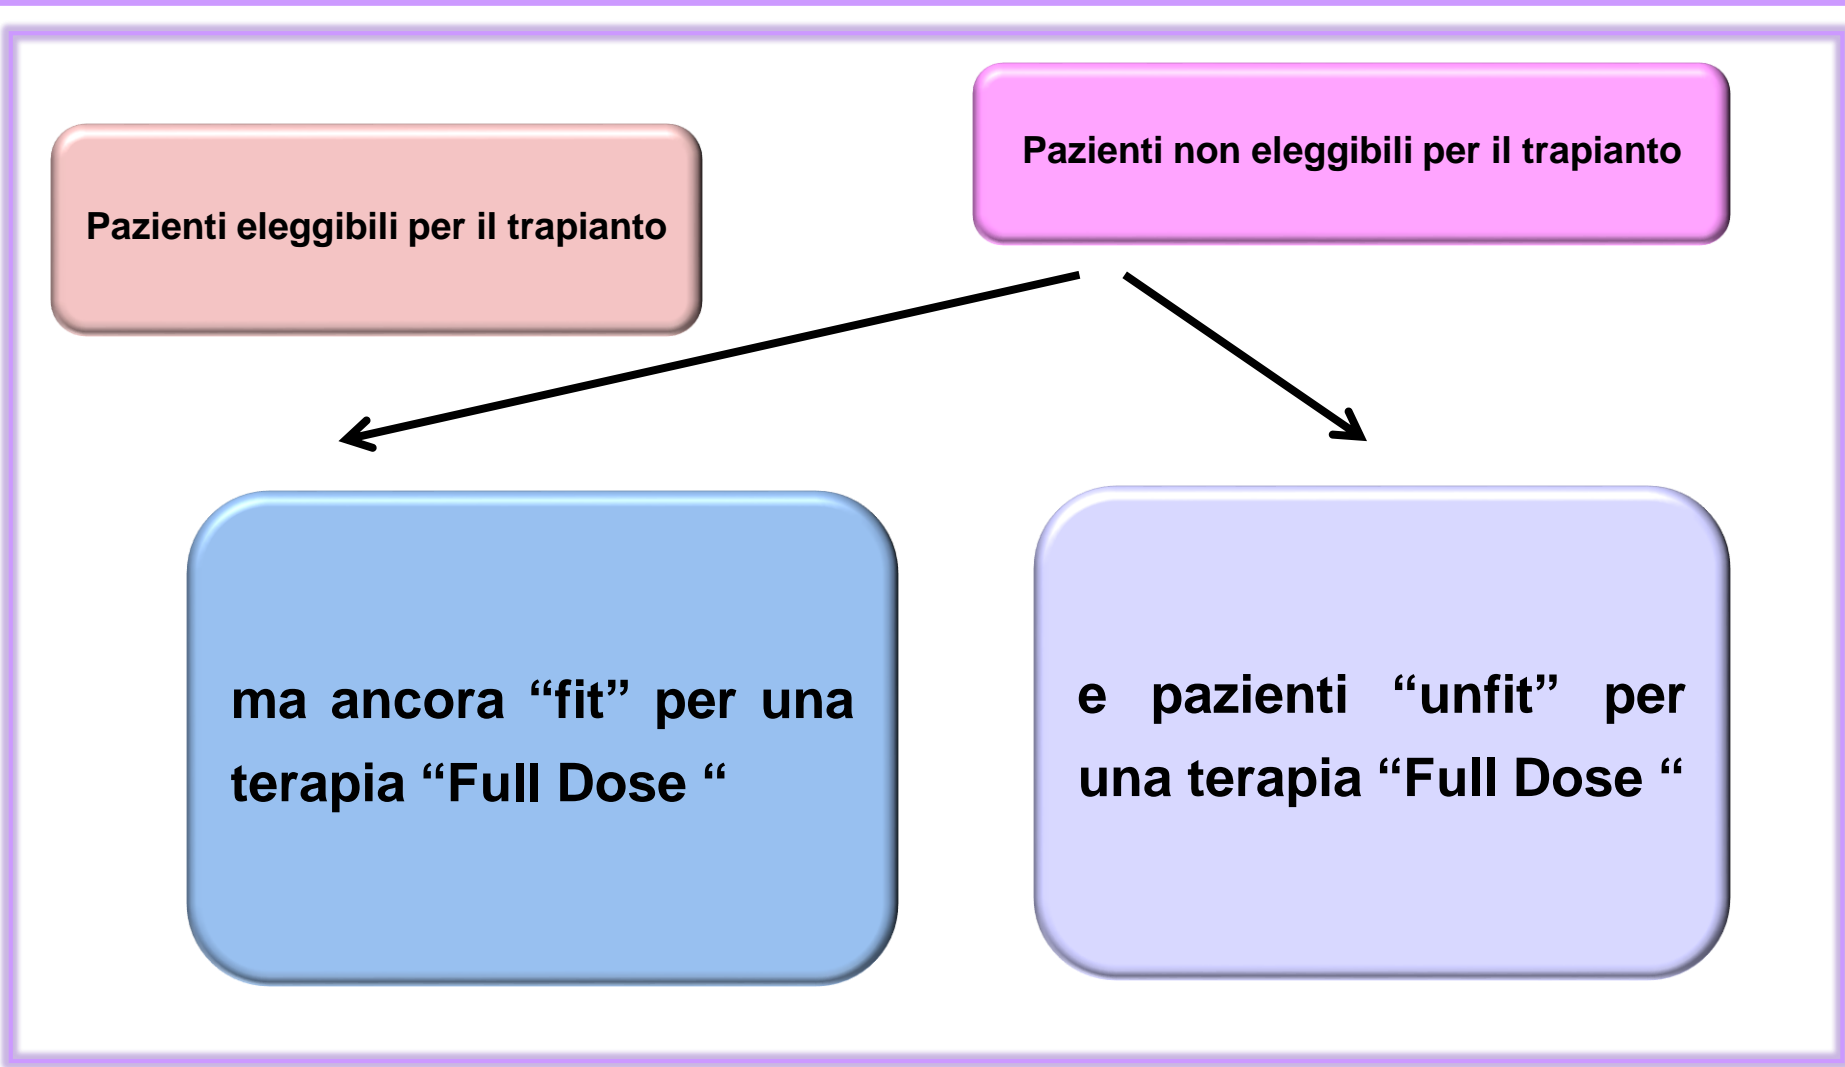 Pazienti eleggibili per il trapianto
Pazienti non eleggibili per il trapianto
ma ancora “fit” per una
terapia “Full Dose “
e pazienti “unfit” per
una terapia “Full Dose “